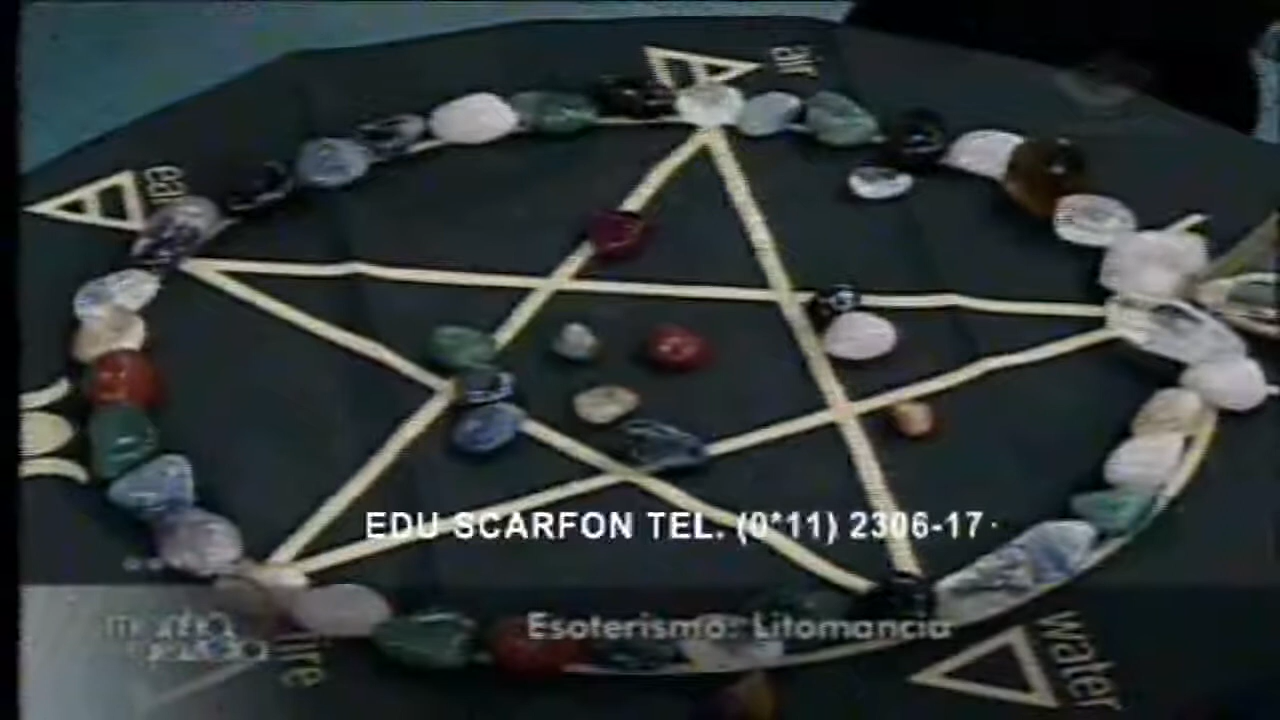 air
ear
EDU SCARFON TEL. (0*11) 2306-17
Esoterismo: Litomancia
fire
water